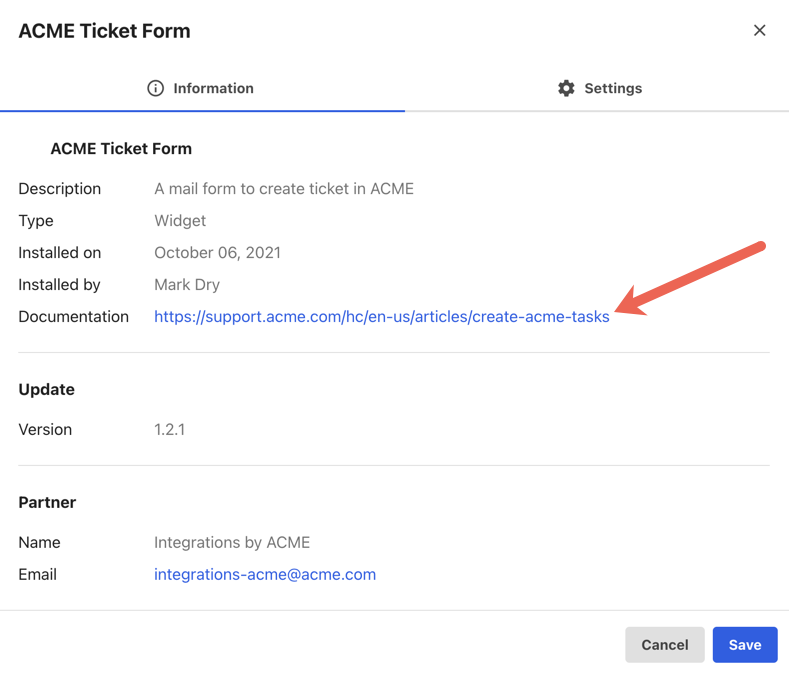 ACME Ticket Form
Information
Settings
ACME Ticket Form
Description A mail form to create ticket in ACME
Type Widget
Installed on October 06, 2021
Installed by Mark Dry
Documentation https://support.acme.com/hc/en-us/articles/create-acme-tasks
Update
Version 1.2.1
Partner
Name Integrations by ACME
Email integrations-acme@acme.com
Cancel Save